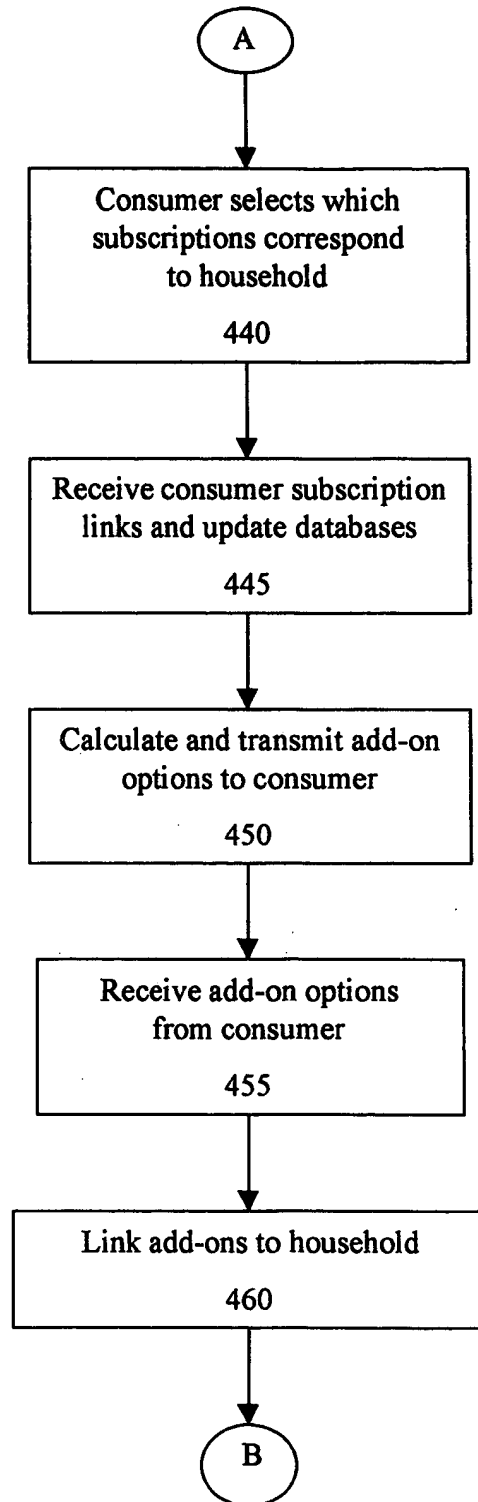 A
Consumer selects which
subscriptions correspond
to household
440
Receive consumer subscription
links and update databases
445
Calculate and transmit add-on
options to consumer
450
Receive add-on options
from consumer
455
Link add-ons to household
460
B